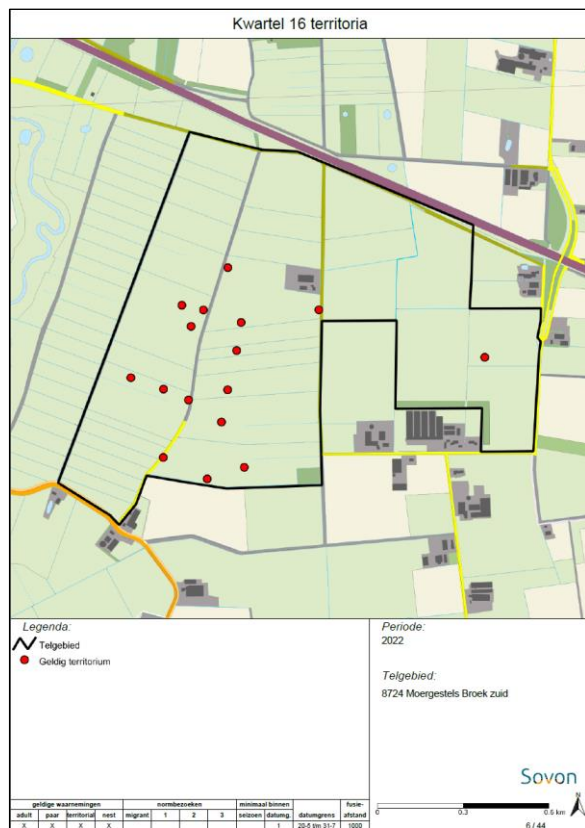 Kwartel 16 territoria
Legenda:
Telgebied
Geldig territorium
Periode:
2022
Telgebied:
8724 Moergestels Broek zuid
Sovon
N
0 0.3 0.5 km
6 / 44
geldige waarnemingen normbezoeken minimaal binnen fusie-
adult paar territorial nest migrant 1 2 3 seizoen datumg. datumgrens afstand
X X X X 1 20-5 t/m 31-7 1000